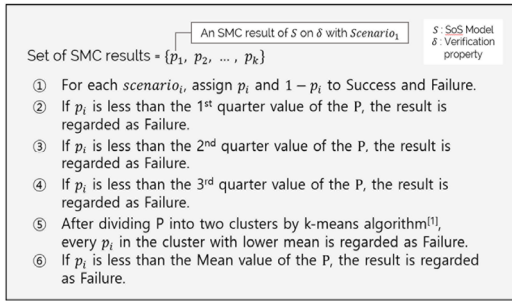 An SMC result of S on δ with Scenario₁
S : SoS Model
δ : Verification
property
Set of SMC results = {p₁, p₂, ... , pₖ}
① For each scenarioᵢ, assign pᵢ and 1 − pᵢ to Success and Failure.
② If pᵢ is less than the 1ˢᵗ quarter value of the P, the result is
regarded as Failure.
③ If pᵢ is less than the 2ⁿᵈ quarter value of the P, the result is
regarded as Failure.
④ If pᵢ is less than the 3ʳᵈ quarter value of the P, the result is
regarded as Failure.
⑤ After dividing P into two clusters by k-means algorithm[1],
every pᵢ in the cluster with lower mean is regarded as Failure.
⑥ If pᵢ is less than the Mean value of the P, the result is regarded
as Failure.